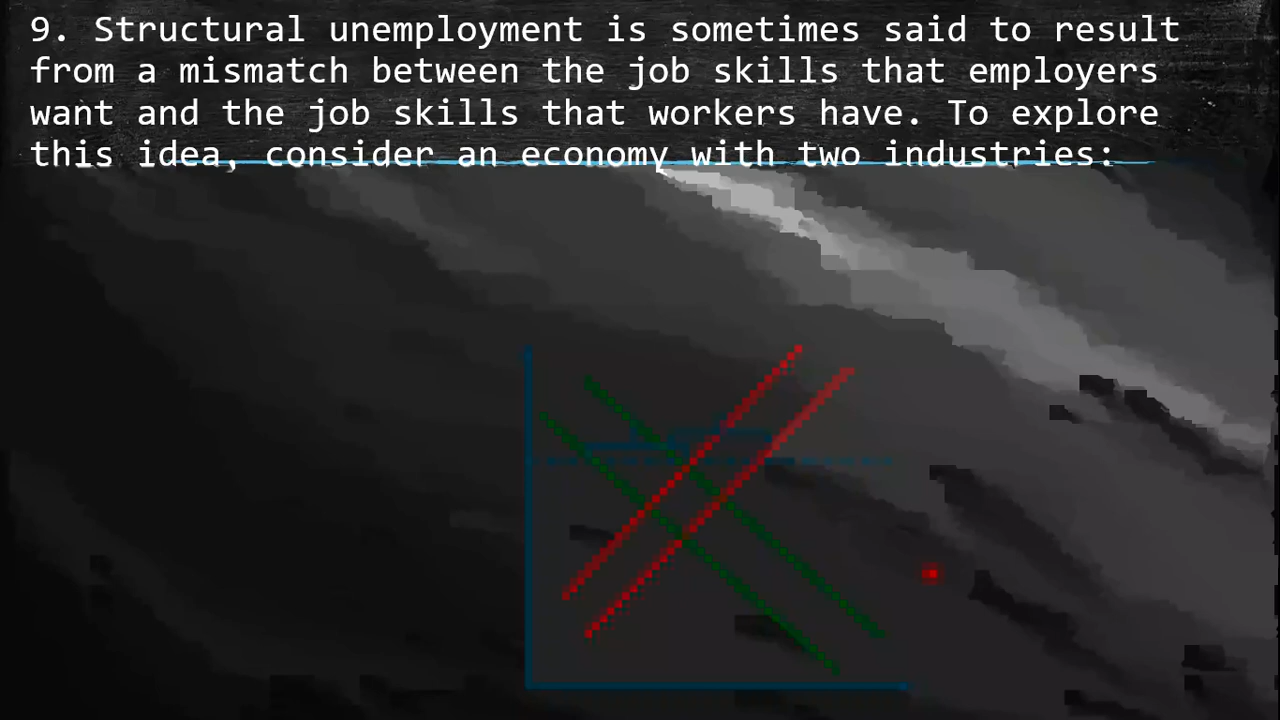 9. Structural unemployment is sometimes said to result
from a mismatch between the job skills that employers
want and the job skills that workers have. To explore
this idea, consider an economy with two industries: